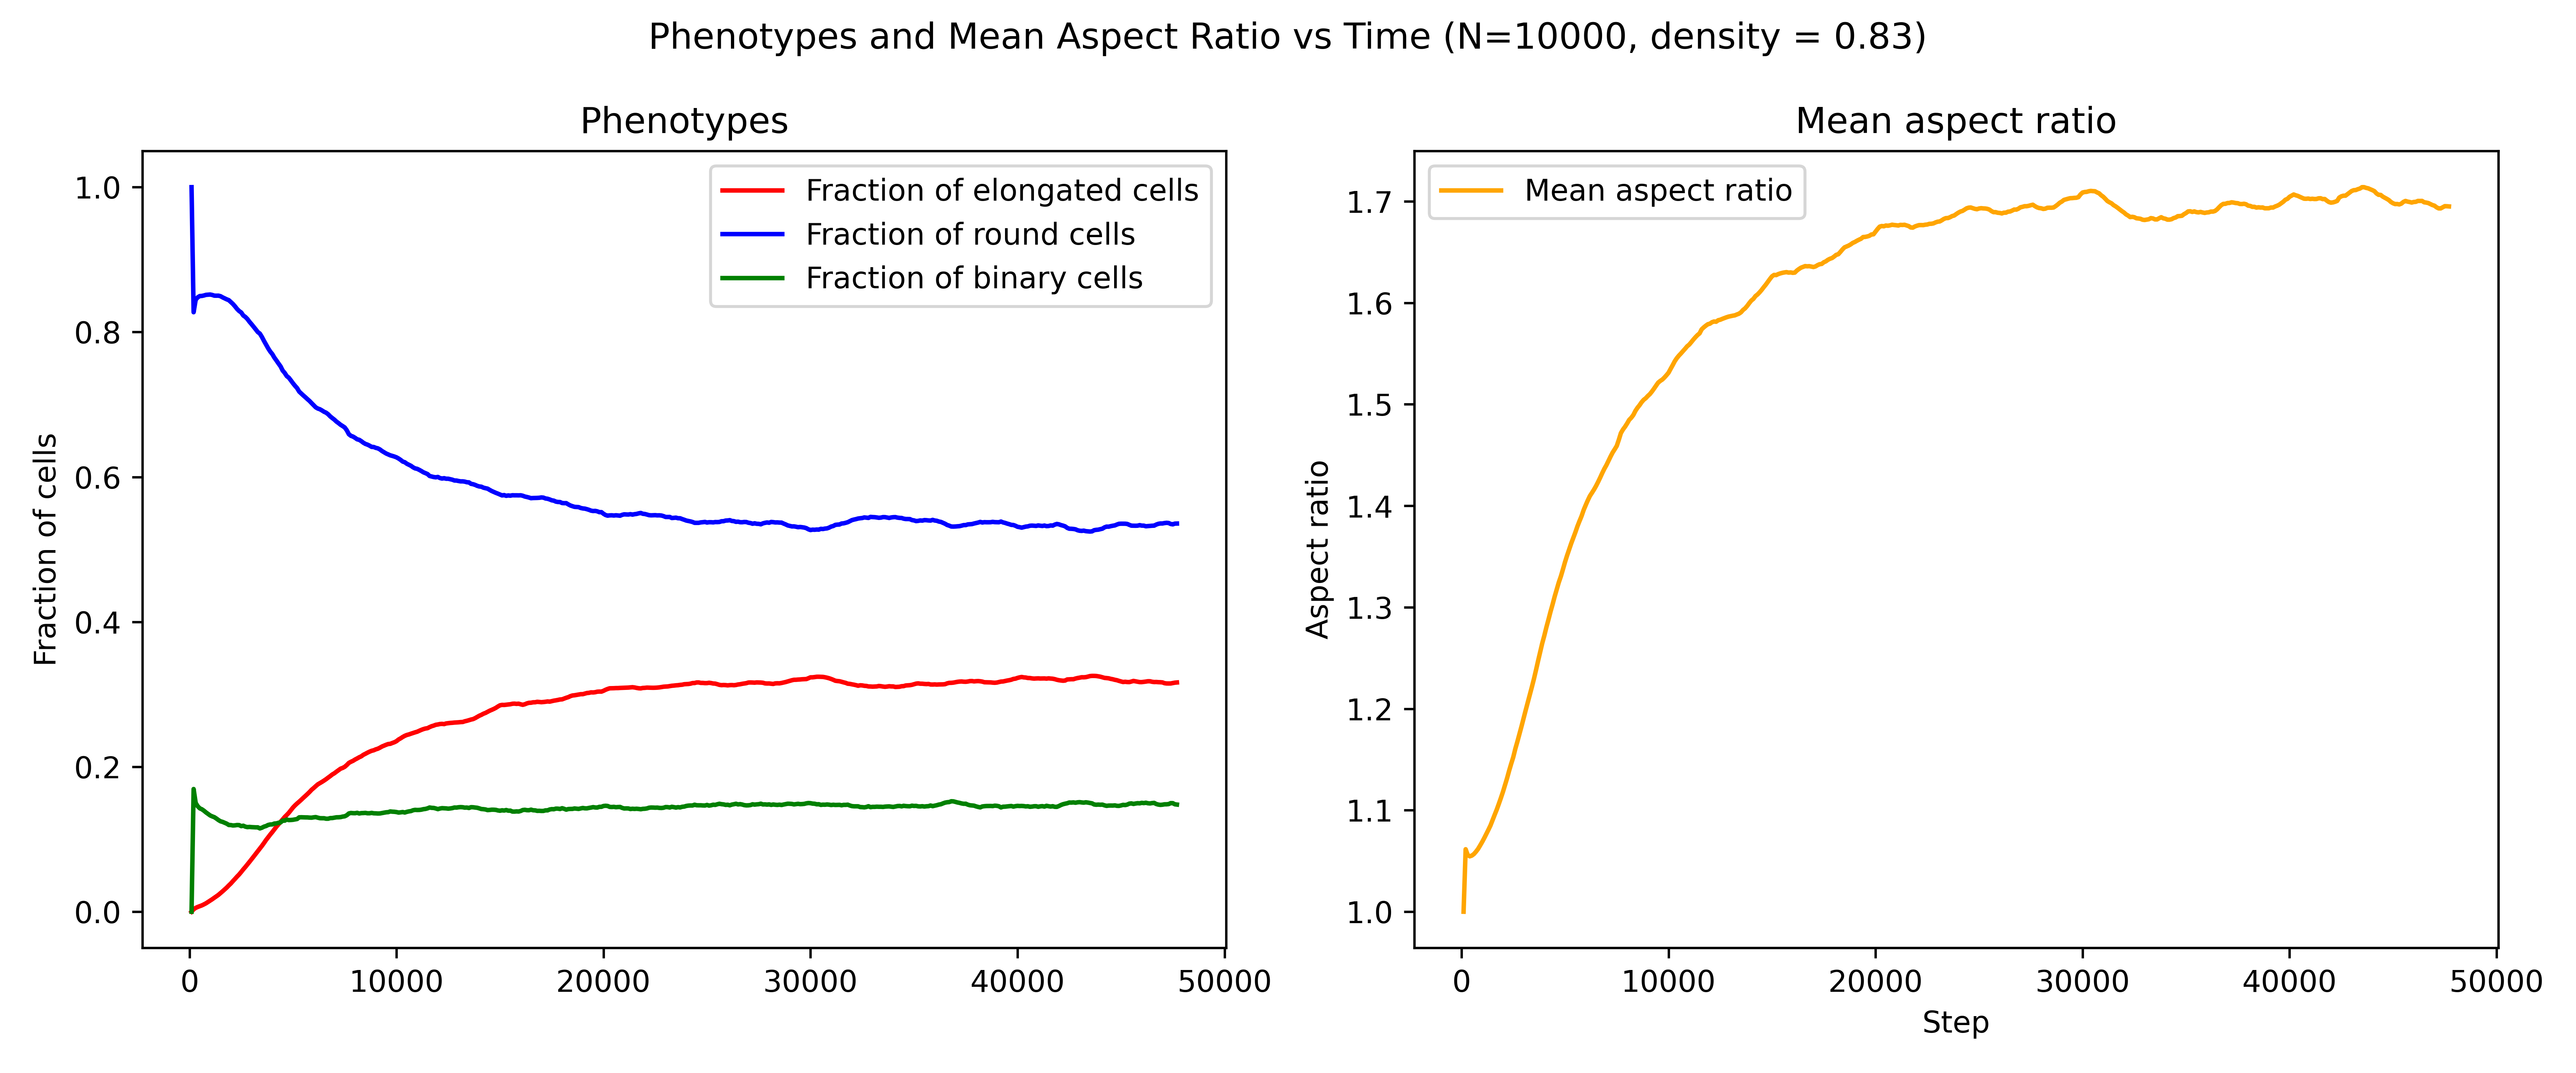 Phenotypes and Mean Aspect Ratio vs Time (N=10000, density = 0.83)
Phenotypes
Fraction of cells
1.0
0.8
0.6
0.4
0.2
0.0
Fraction of elongated cells
Fraction of round cells
Fraction of binary cells
0 10000 20000 30000 40000 50000
Mean aspect ratio
Aspect ratio
1.7
1.6
1.5
1.4
1.3
1.2
1.1
1.0
Mean aspect ratio
0 10000 20000 30000 40000 50000
Step